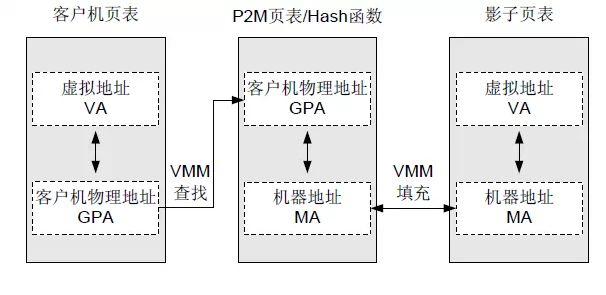 客户机页表
P2M页表/Hash函数
影子页表
虚拟地址
VA
客户机物理地址
GPA
VMM
查找
客户机物理地址
GPA
机器地址
MA
VMM
填充
虚拟地址
VA
机器地址
MA